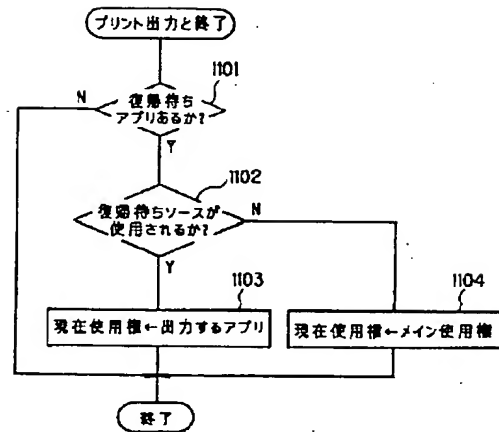 プリント出力と終了
1101
N
復帰待ち
アプリあるか?
Y
1102
復帰待ちソースが
使用されるか?
N
Y
1103
1104
現在使用権←出力するアプリ
現在使用権←メイン使用権
終了